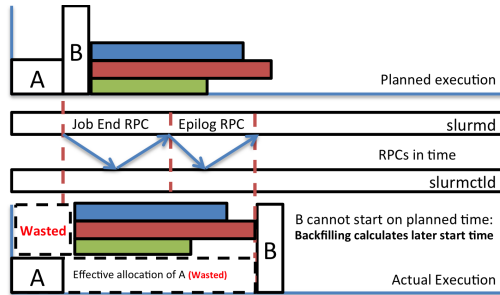 A
B
Planned execution
Job End RPC
Epilog RPC
slurmd
RPCs in time
slurmctld
Wasted
B cannot start on planned time:
Backfilling calculates later start time
A
Effective allocation of A (Wasted)
B
Actual Execution